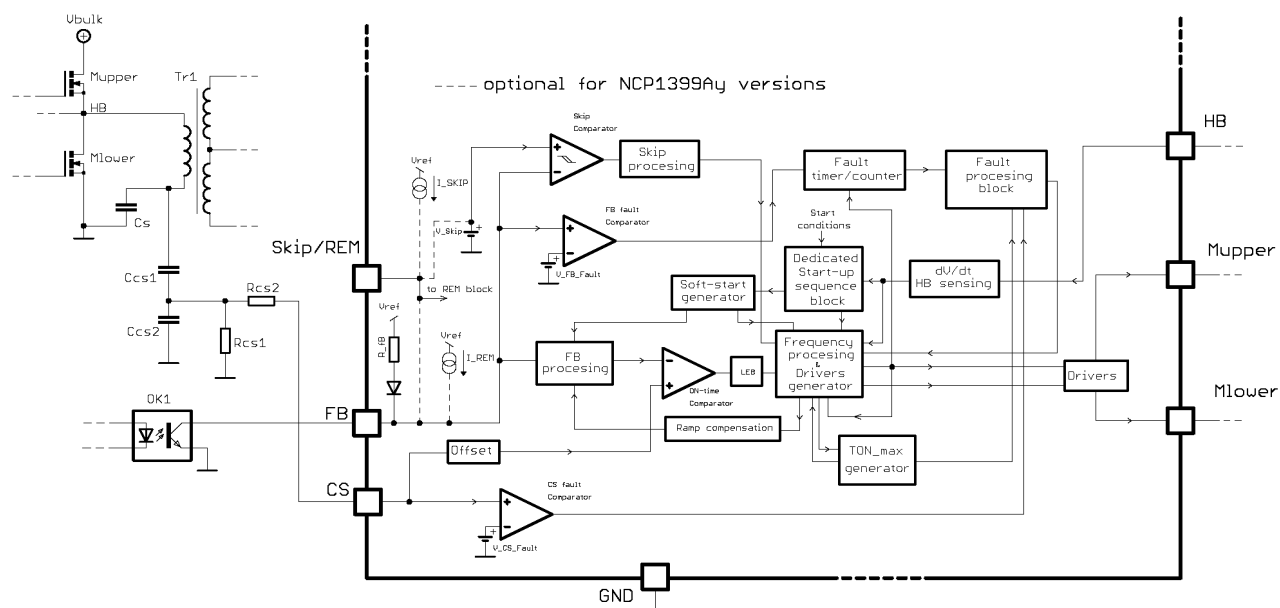 Vbulk
Mupper
Tr1
HB
Mlower
Cs
Ccs1
Rcs2
Ccs2
Rcs1
OK1
---- optional for NCP1399Ay versions
Skip/REM
FB
CS
GND
HB
Mupper
Mlower
Vref
I_SKIP
V_Skip
+
Skip
Comparator
+
-
Skip
procesing
FB fault
Comparator
+
-
+
V_FB_Fault
to REM block
Vref
R_fB
Vref
I_REM
Fault
timer/counter
Fault
procesing
block
Start
conditions
Dedicated
Start-up
sequence
block
dV/dt
HB sensing
Soft-start
generator
FB
procesing
-
+
ON-time
Comparator
LEB
Frequency
procesing
&
Drivers
generator
Drivers
Ramp compensation
Offset
TON_max
generator
CS fault
Comparator
+
-
+
V_CS_Fault